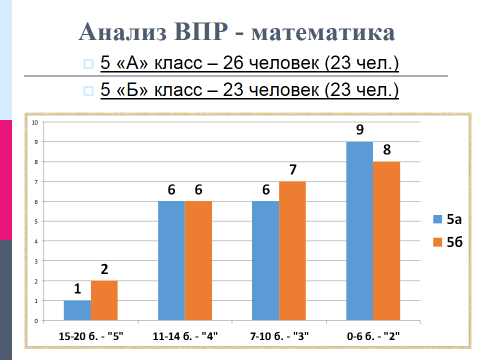 Анализ ВПР - математика
5 «А» класс – 26 человек (23 чел.)
5 «Б» класс – 23 человек (23 чел.)
10
9
8
7
6
5
4
3
2
1
0
1
2
6
6
6
7
9
8
15-20 б. - "5"
11-14 б. - "4"
7-10 б. - "3"
0-6 б. - "2"
5а
5б